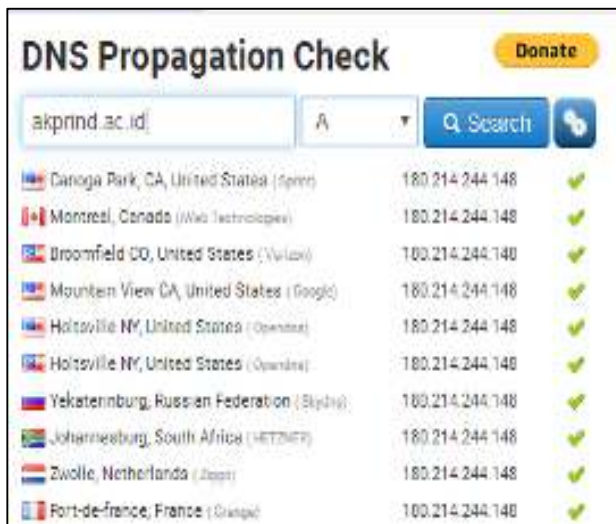 DNS Propagation Check
Donate
akprind.ac.id A Search
Canoga Park, CA, United States (Sprint) 180.214.244.148
Montreal, Canada (iWeb Technologies) 180.214.244.148
Broomfield CO, United States (Verizon) 180.214.244.148
Mountain View CA, United States (Google) 180.214.244.148
Holtsville NY, United States (Opendns) 180.214.244.148
Holtsville NY, United States (Opendns) 180.214.244.148
Yekaterinburg, Russian Federation (Skydns) 180.214.244.148
Johannesburg, South Africa (HETZNER) 180.214.244.148
Zwolle, Netherlands 180.214.244.148
Fort-de-france, France (Orange) 180.214.244.148